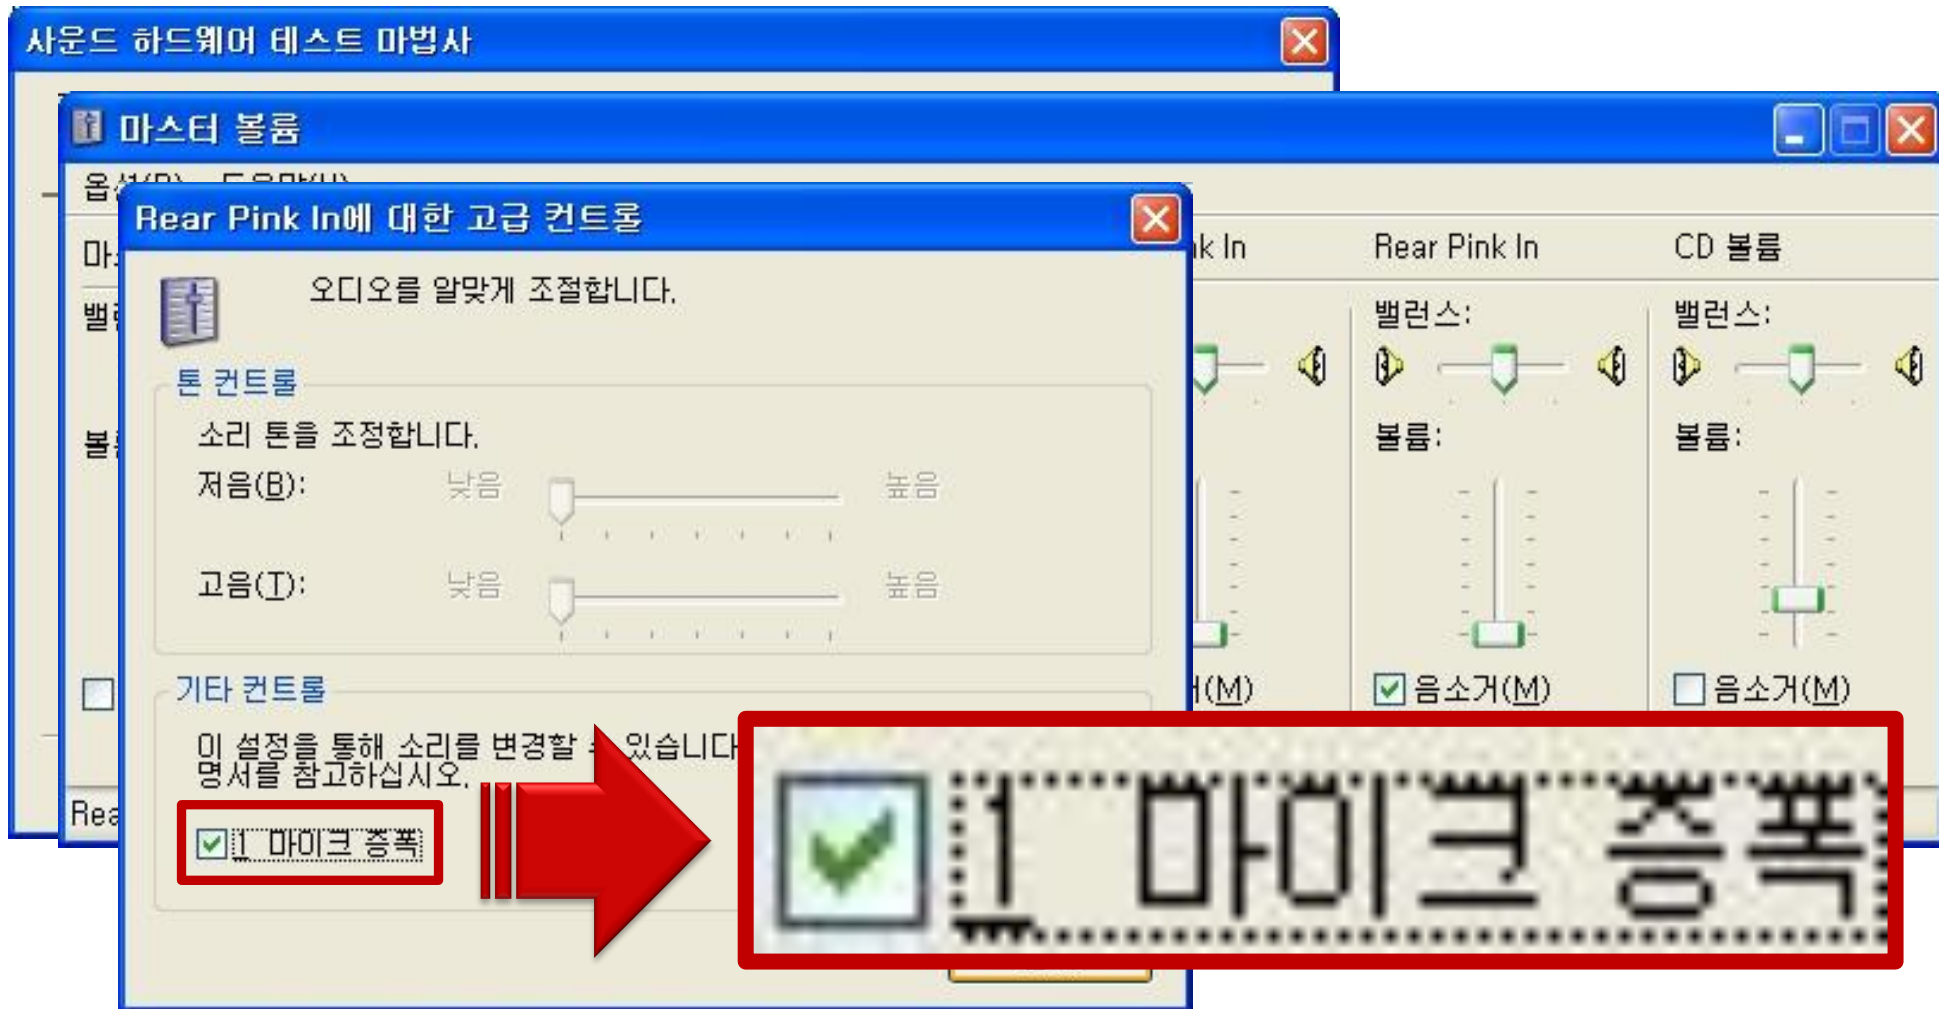 사운드 하드웨어 테스트 마법사
마스터 볼륨
Rear Pink In에 대한 고급 컨트롤
오디오를 알맞게 조절합니다.
톤 컨트롤
소리 톤을 조정합니다.
저음(B): 낮음 높음
고음(T): 낮음 높음
기타 컨트롤
이 설정을 통해 소리를 변경할 수 있습니다
명서를 참고하십시오.
1 마이크 증폭
In Rear Pink In CD 볼륨
밸런스: 밸런스:
볼륨: 볼륨:
(M) 음소거(M) 음소거(M)
1 마이크 증폭